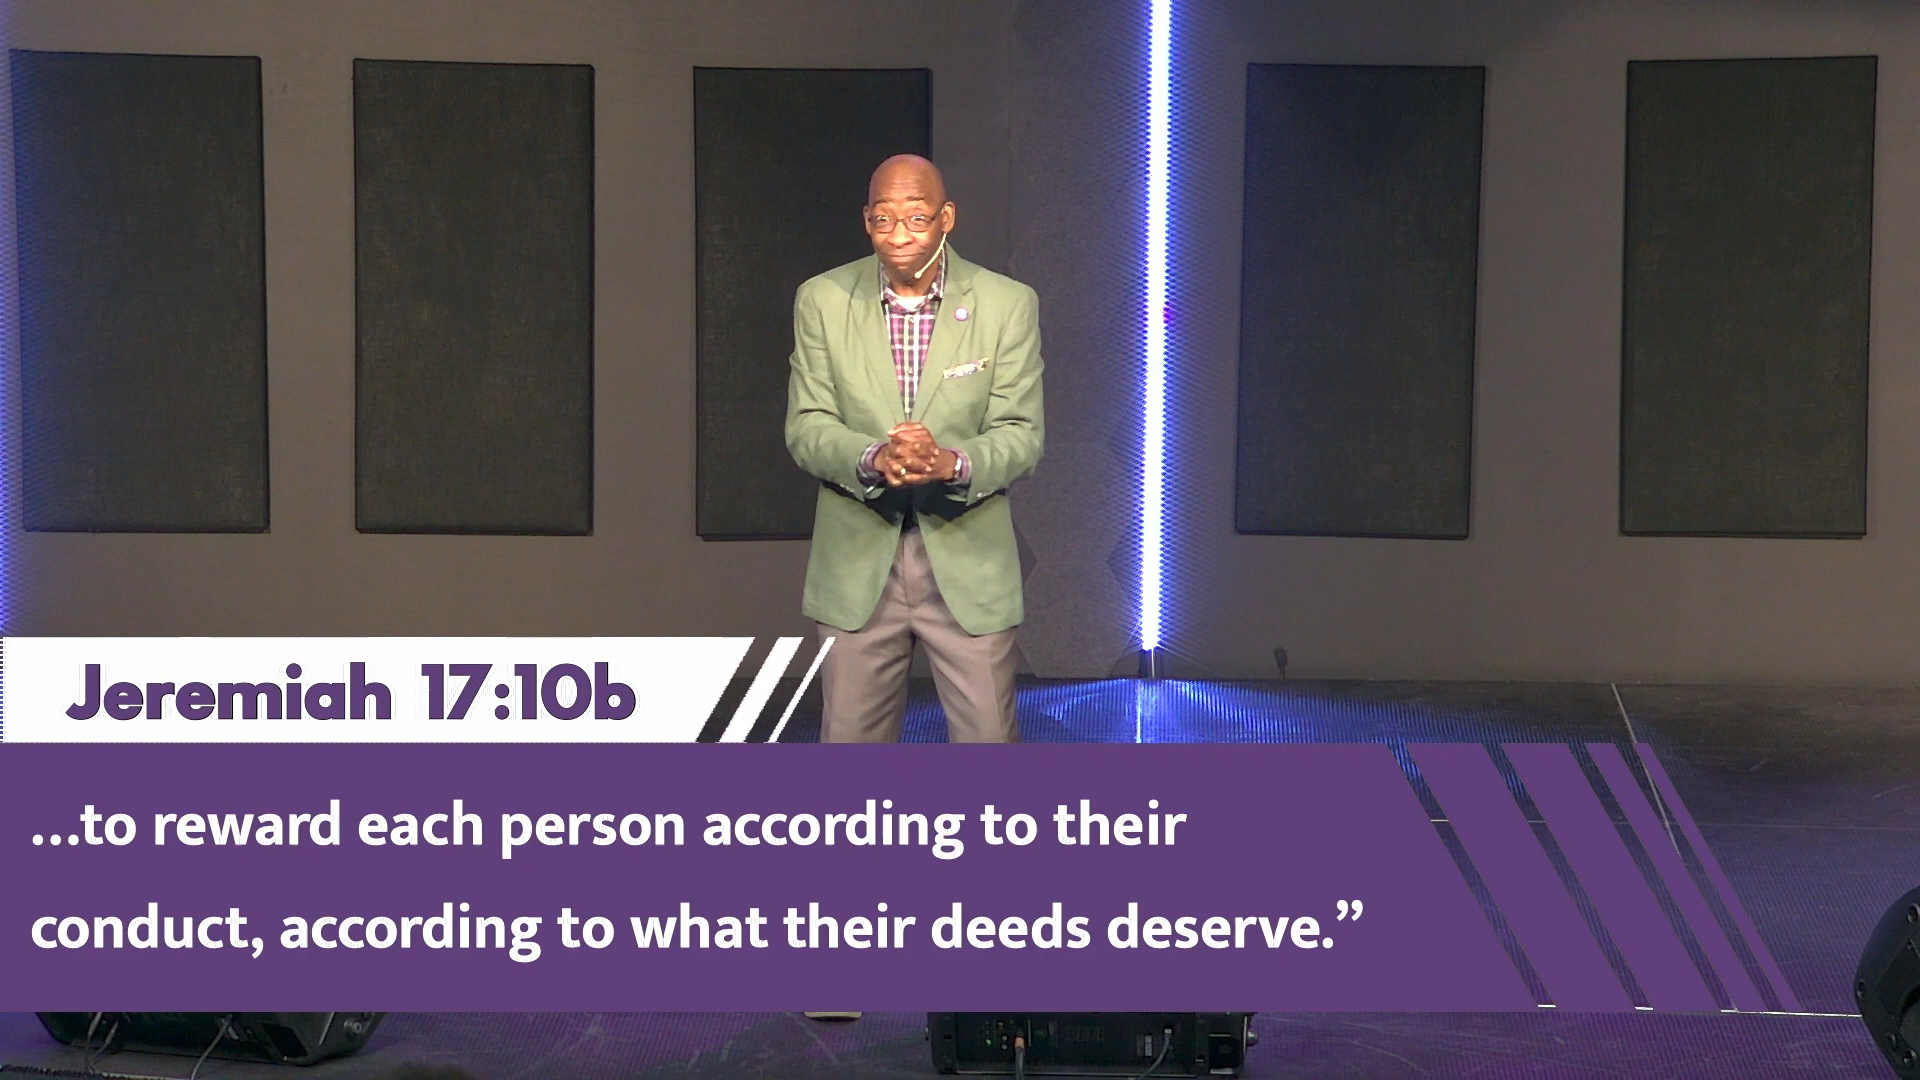 Jeremiah 17:10b
...to reward each person according to their
conduct, according to what their deeds deserve.”